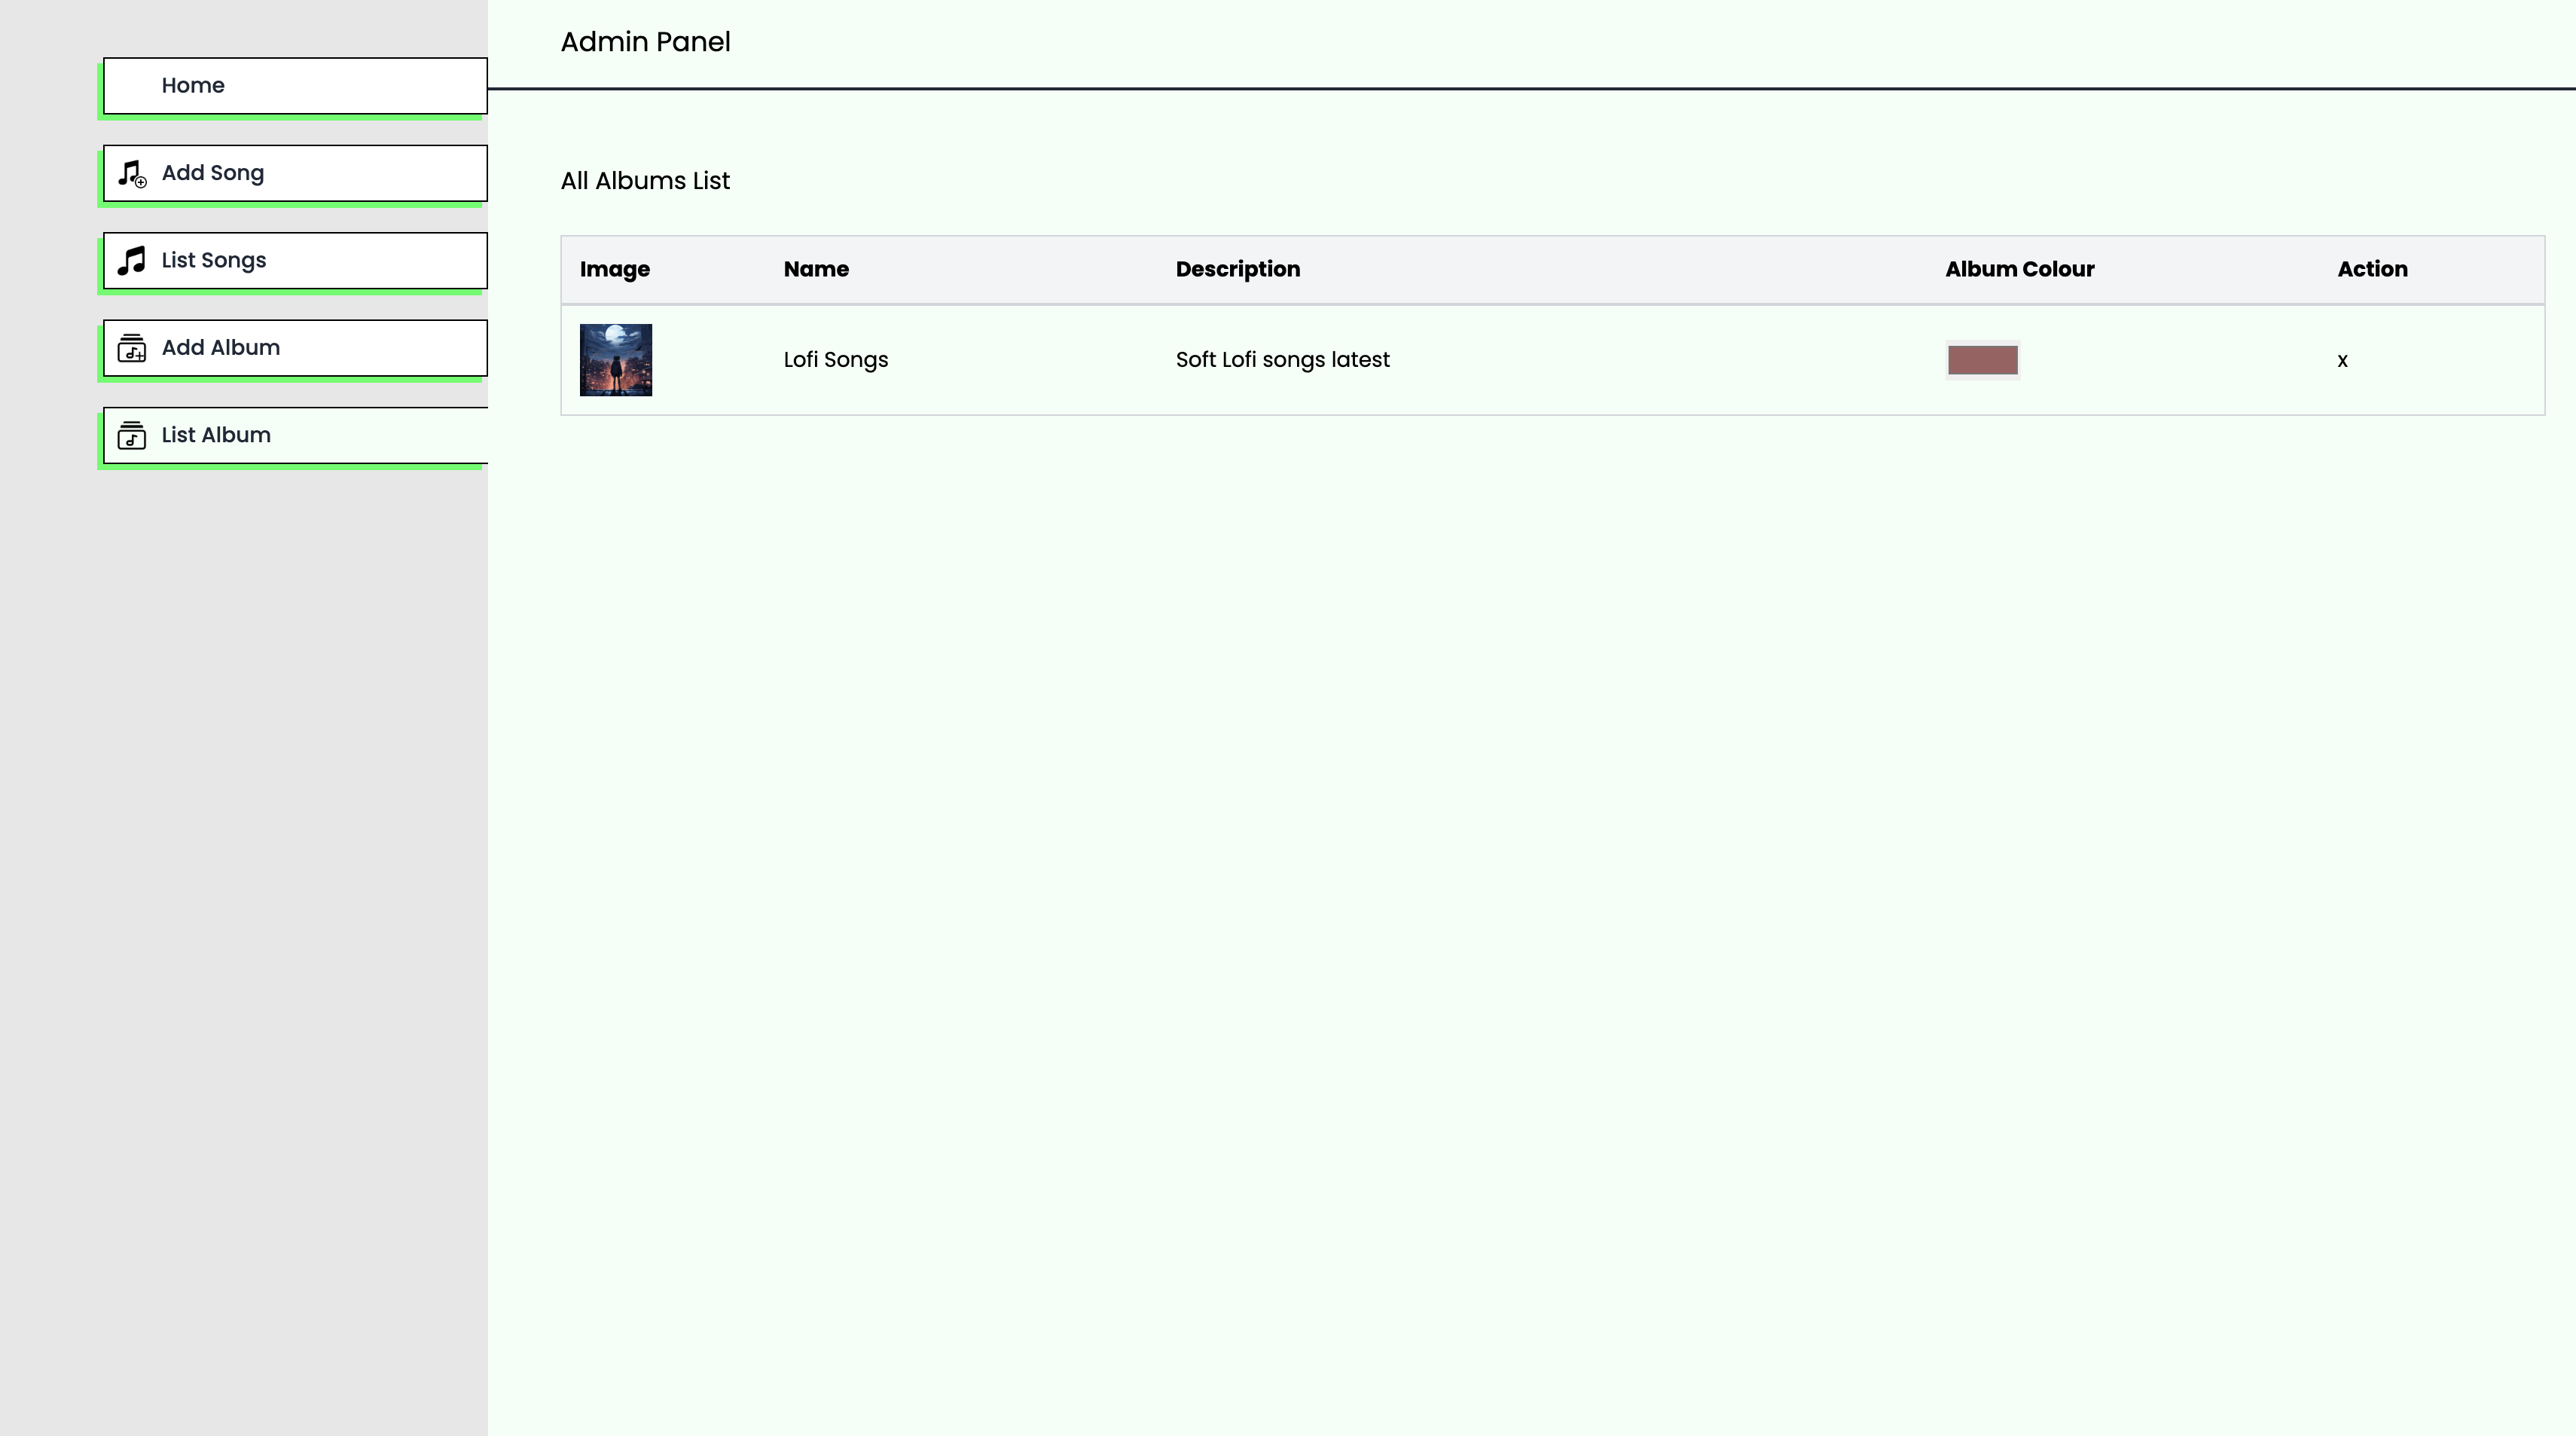 Home
Add Song
List Songs
Add Album
List Album
Admin Panel
All Albums List
Image Name Description Album Colour Action
Lofi Songs Soft Lofi songs latest x